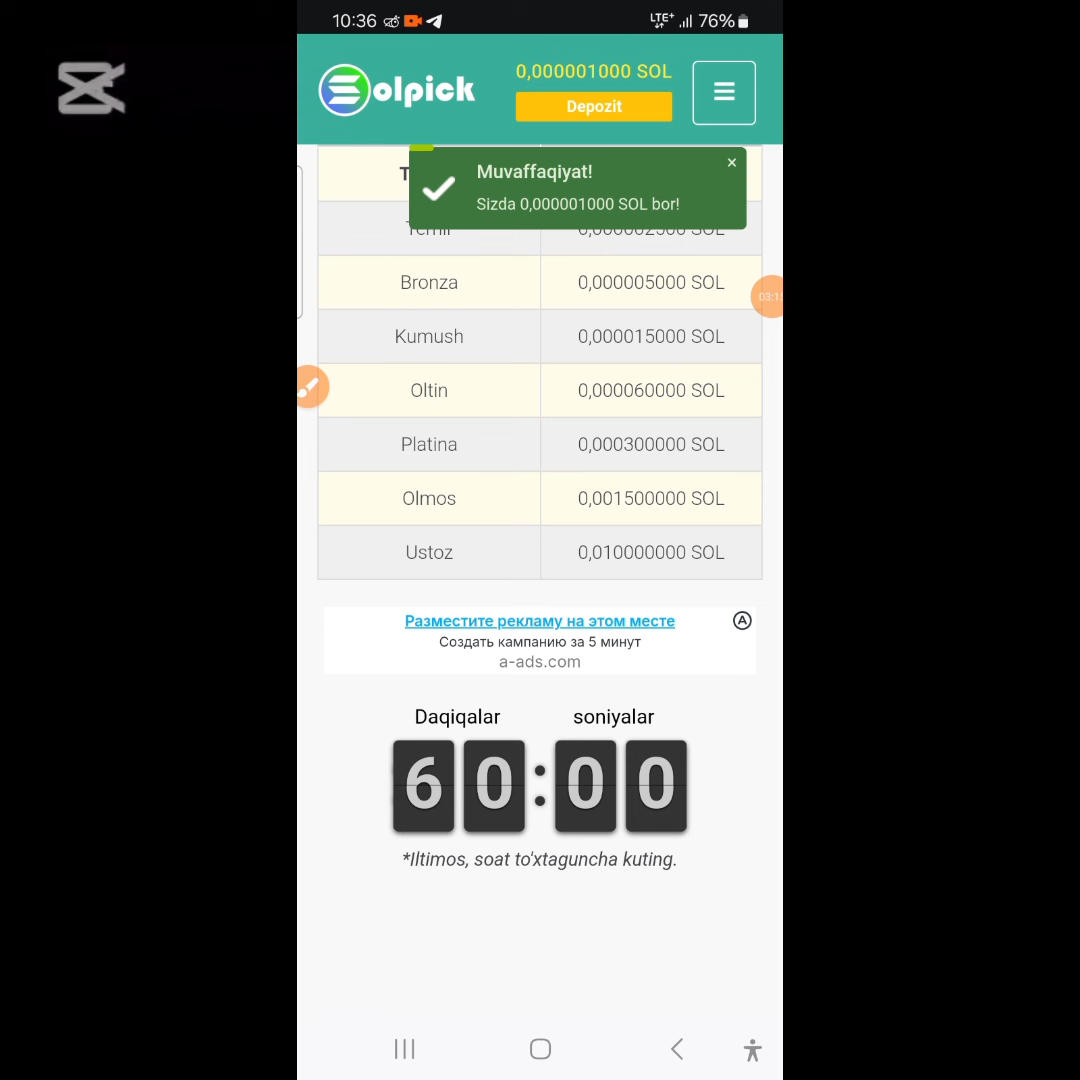 10:36
LTE+ 76%
olpick
0,000001000 SOL
Depozit
Muvaffaqiyat!
Sizda 0,000001000 SOL bor!
Bronza 0,000005000 SOL
Kumush 0,000015000 SOL
Oltin 0,000060000 SOL
Platina 0,000300000 SOL
Olmos 0,001500000 SOL
Ustoz 0,010000000 SOL
Разместите рекламу на этом месте
Создать кампанию за 5 минут
a-ads.com
Daqiqalar soniyalar
60:00
*Iltimos, soat to'xtaguncha kuting.